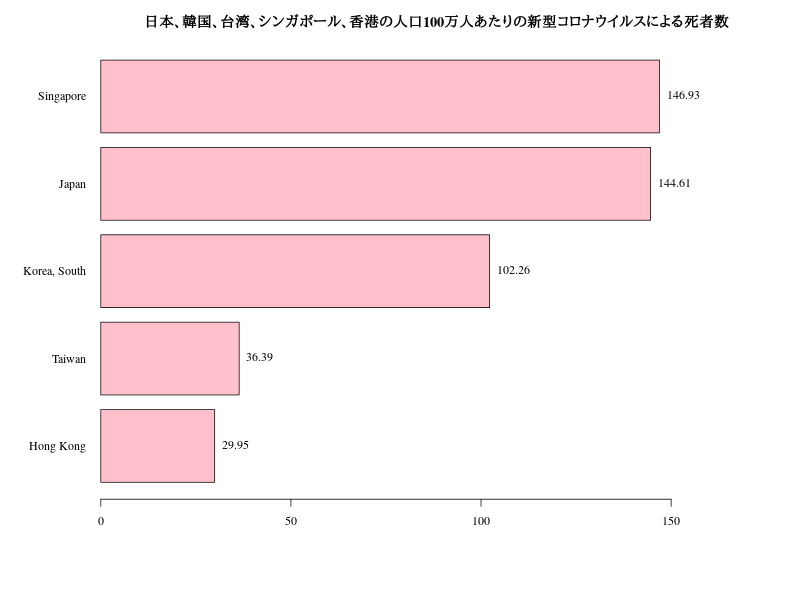 日本、韓国、台湾、シンガポール、香港の人口100万人あたりの新型コロナウイルスによる死者数
Singapore 146.93
Japan 144.61
Korea, South 102.26
Taiwan 36.39
Hong Kong 29.95
0 50 100 150